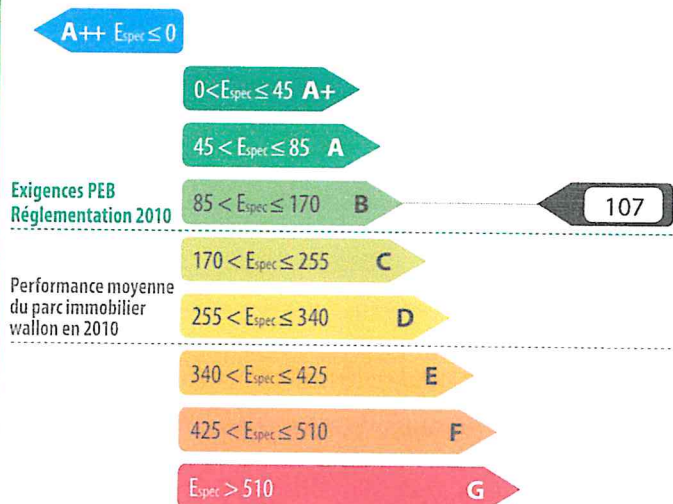 A++ Espec ≤ 0
0 < Espec ≤ 45 A+
45 < Espec ≤ 85 A
Exigences PEB
Réglementation 2010
85 < Espec ≤ 170 B
107
170 < Espec ≤ 255 C
Performance moyenne
du parc immobilier
wallon en 2010
255 < Espec ≤ 340 D
340 < Espec ≤ 425 E
425 < Espec ≤ 510 F
Espec > 510 G